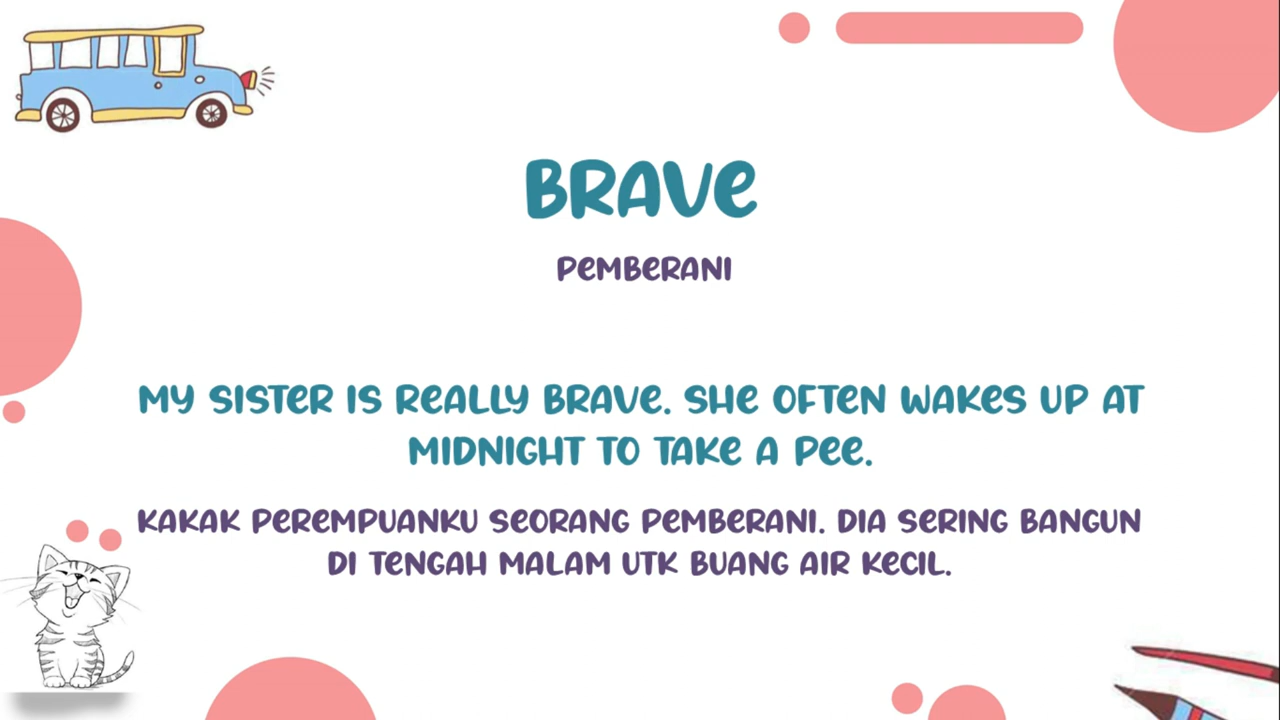 BRAVE
PEMBERANI
MY SISTER IS REALLY BRAVE. SHE OFTEN WAKES UP AT
MIDNIGHT TO TAKE A PEE.
KAKAK PEREMPUANKU SEORANG PEMBERANI. DIA SERING BANGUN
DI TENGAH MALAM UTK BUANG AIR KECIL.